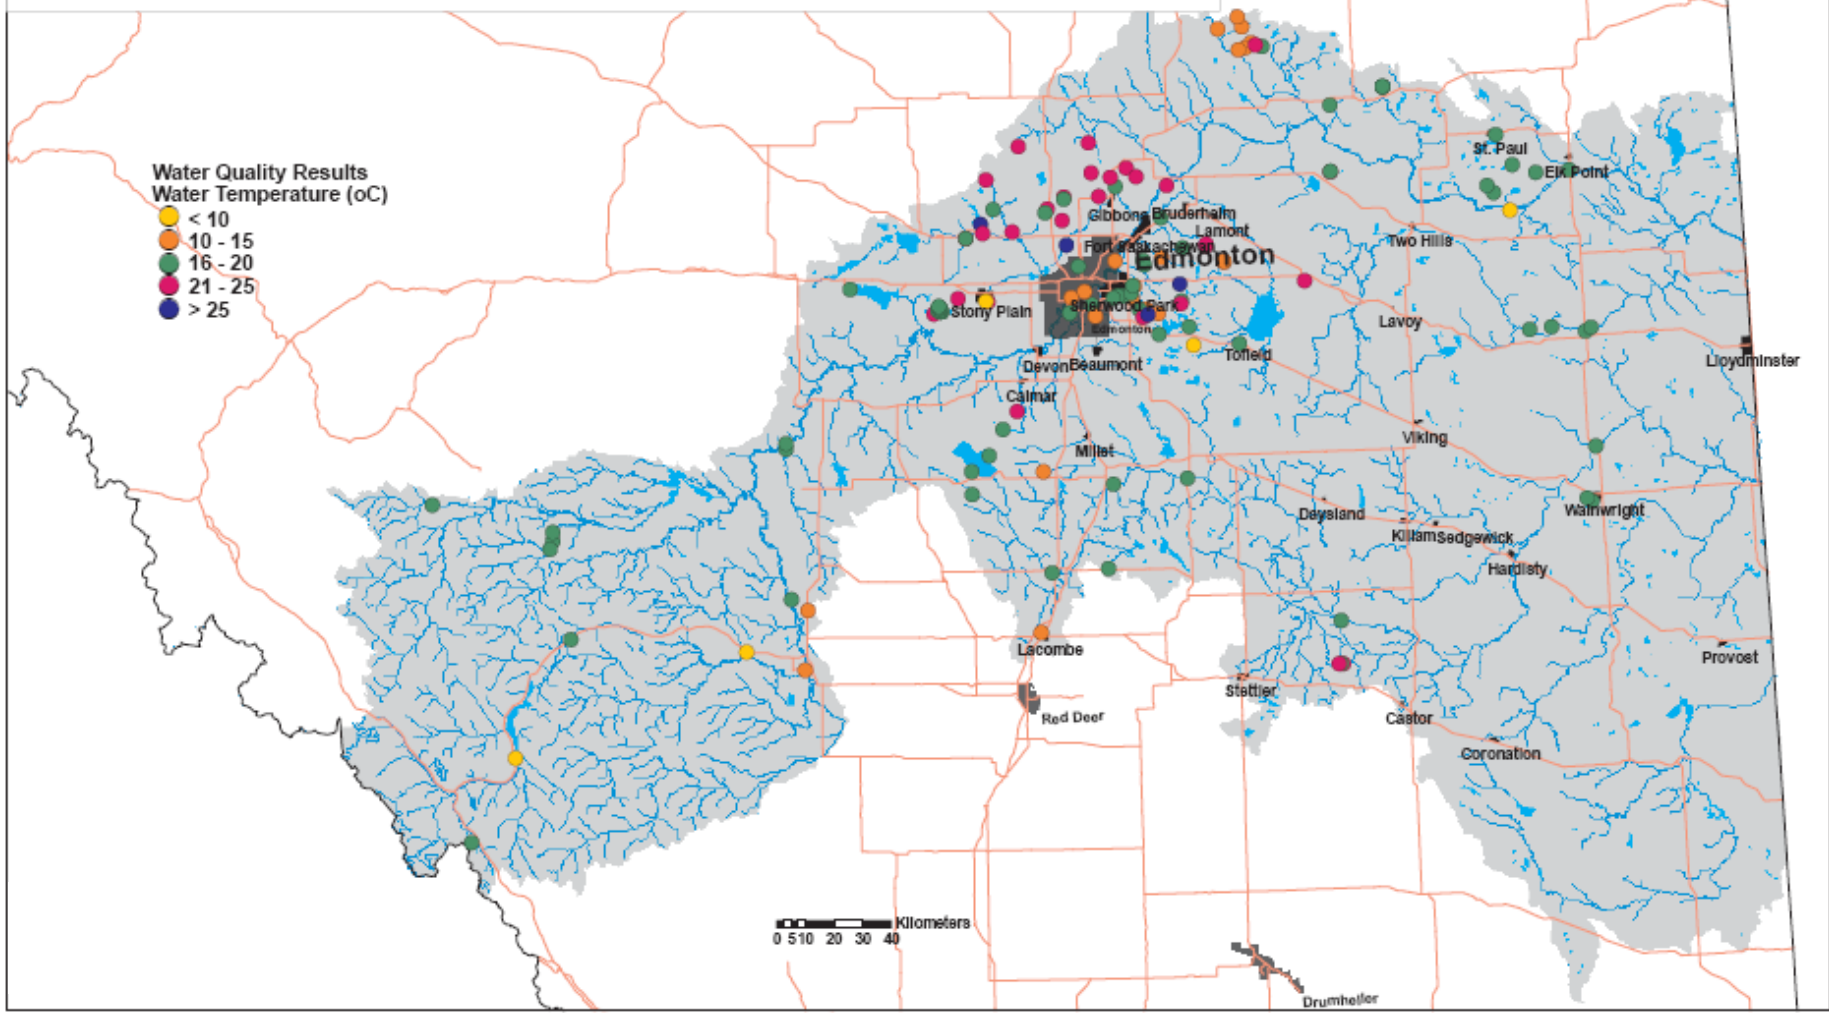 Water Quality Results
Water Temperature (oC)
< 10
10 - 15
16 - 20
21 - 25
> 25
St. Paul
Elk Point
Gibbons
Bruderheim
Lamont
Two Hills
Fort Saskachewan
Edmonton
Stony Plain
Sherwood Park
Edmonton
Lavoy
Tofield
Lloydminster
Devon
Beaumont
Calmar
Viking
Millet
Daysland
Wainwright
Killam
Sedgewick
Hardisty
Lacombe
Provost
Stettler
Red Deer
Castor
Coronation
Kilometers
0 5 10 20 30 40
Drumheller